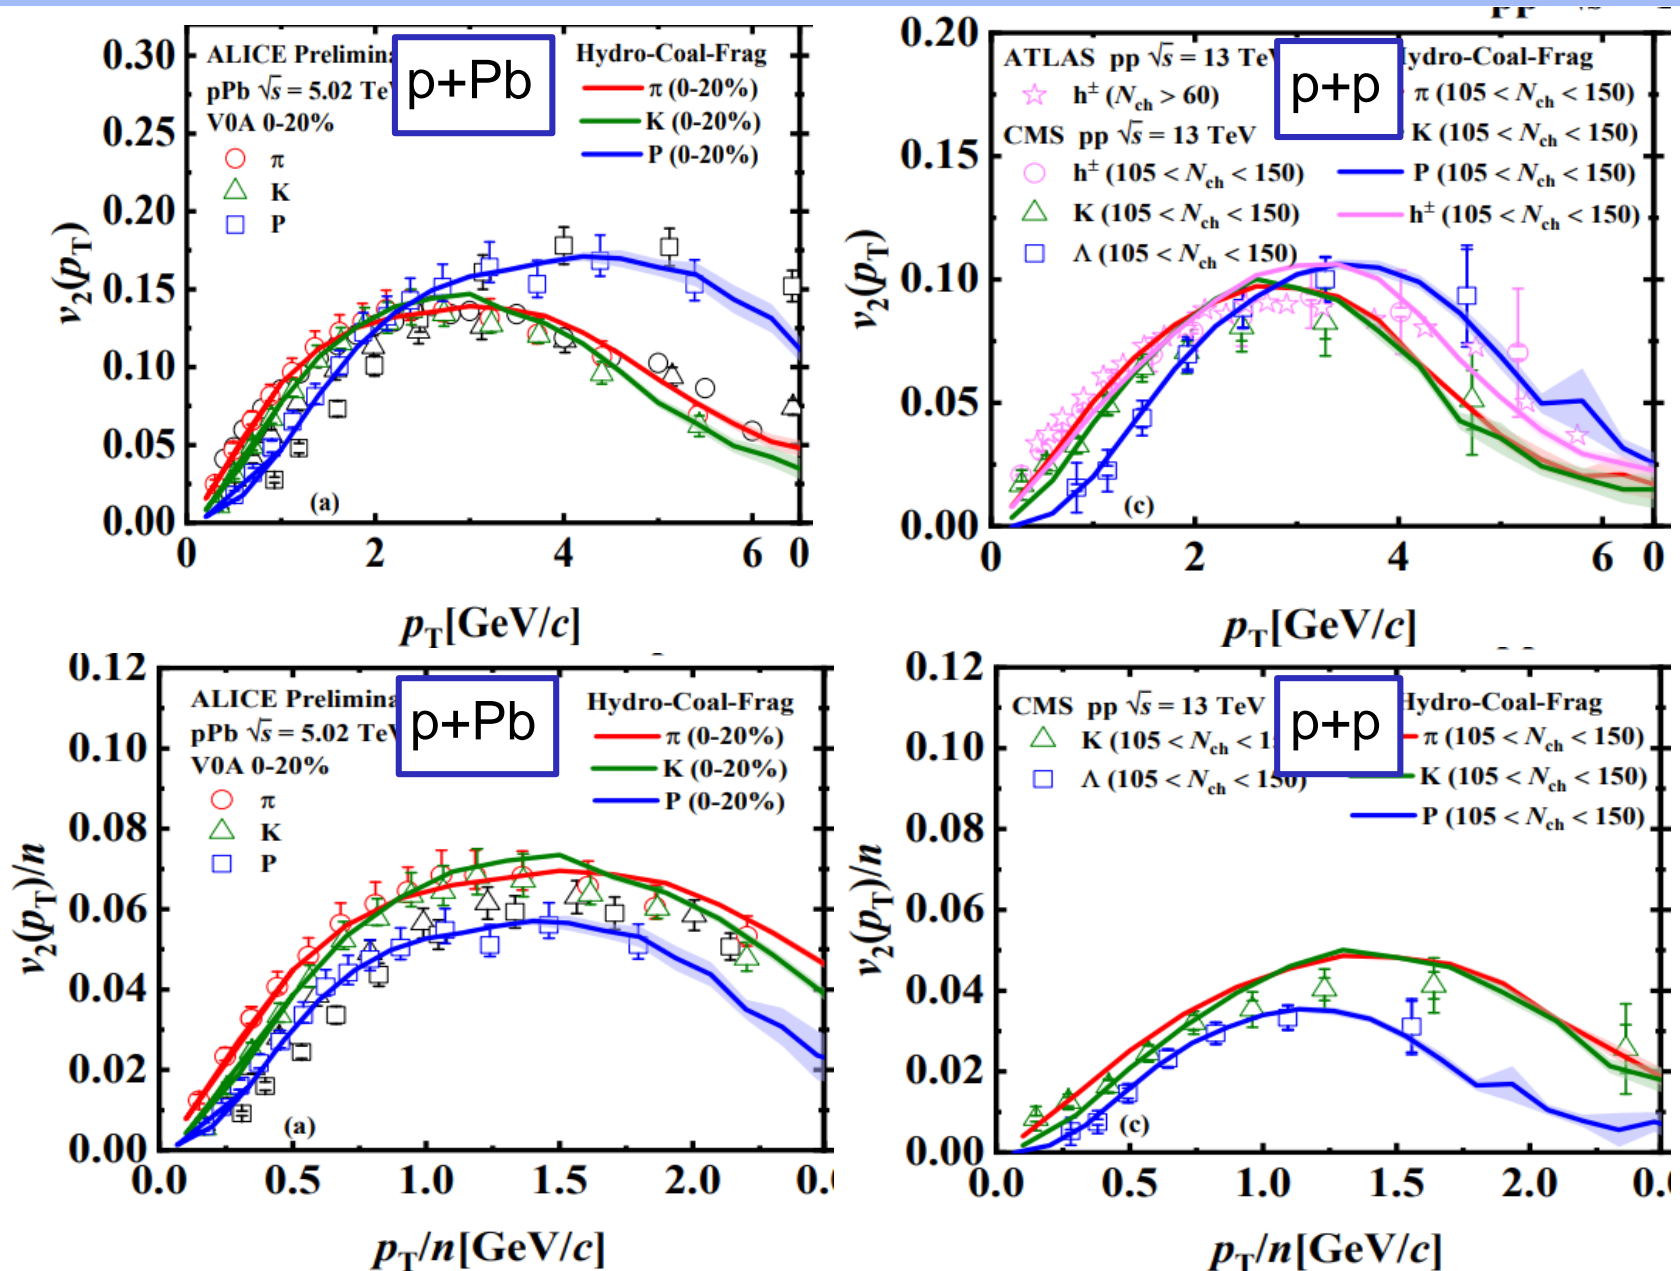 0.30
0.25
0.20
0.15
0.10
0.05
0.00
v2(pT)
ALICE Prelimina
pPb √s = 5.02 TeV
V0A 0-20%
π
K
P
p+Pb
Hydro-Coal-Frag
π (0-20%)
K (0-20%)
P (0-20%)
(a)
0 2 4 6 0
pT[GeV/c]
0.20
0.15
0.10
0.05
0.00
v2(pT)
ATLAS pp √s = 13 TeV
h± (Nch > 60)
CMS pp √s = 13 TeV
h± (105 < Nch < 150)
K (105 < Nch < 150)
Λ (105 < Nch < 150)
p+p
Hydro-Coal-Frag
π (105 < Nch < 150)
K (105 < Nch < 150)
P (105 < Nch < 150)
h± (105 < Nch < 150)
(c)
0 2 4 6 0
pT[GeV/c]
0.12
0.10
0.08
0.06
0.04
0.02
0.00
v2(pT)/n
ALICE Prelimina
pPb √s = 5.02 TeV
V0A 0-20%
π
K
P
p+Pb
Hydro-Coal-Frag
π (0-20%)
K (0-20%)
P (0-20%)
(a)
0.0 0.5 1.0 1.5 2.0 0.
pT/n[GeV/c]
0.12
0.10
0.08
0.06
0.04
0.02
0.00
v2(pT)/n
CMS pp √s = 13 TeV
K (105 < Nch < 1
Λ (105 < Nch < 150)
p+p
Hydro-Coal-Frag
π (105 < Nch < 150)
K (105 < Nch < 150)
P (105 < Nch < 150)
(c)
0.0 0.5 1.0 1.5 2.0 0.
pT/n[GeV/c]